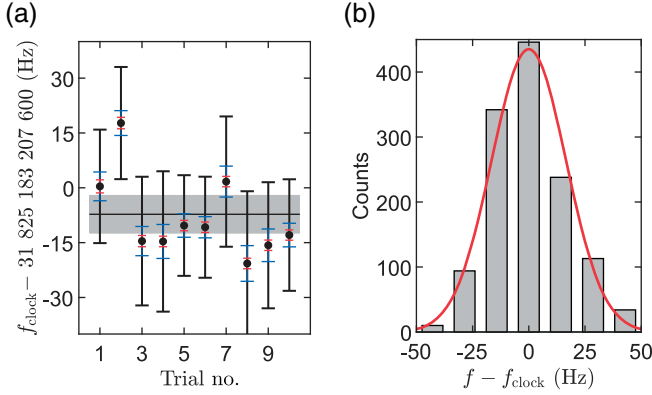 (a)
f_clock − 31 825 183 207 600 (Hz)
30
15
0
-15
-30
1 3 5 7 9
Trial no.
(b)
Counts
400
300
200
100
0
-50 -25 0 25 50
f − f_clock (Hz)